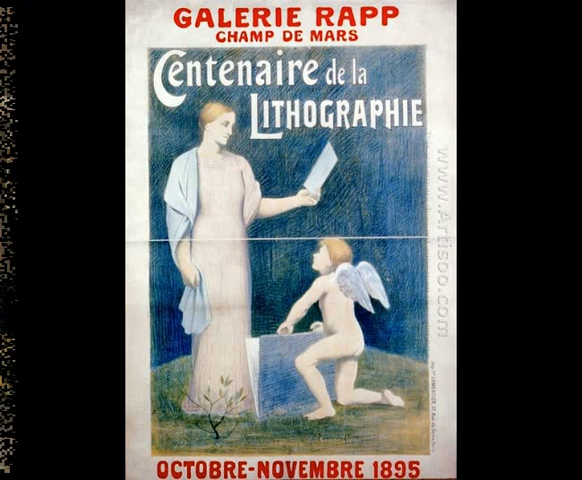 GALERIE RAPP
CHAMP DE MARS
Centenaire de la
LITHOGRAPHIE
www.Artisoo.com
OCTOBRE-NOVEMBRE 1895